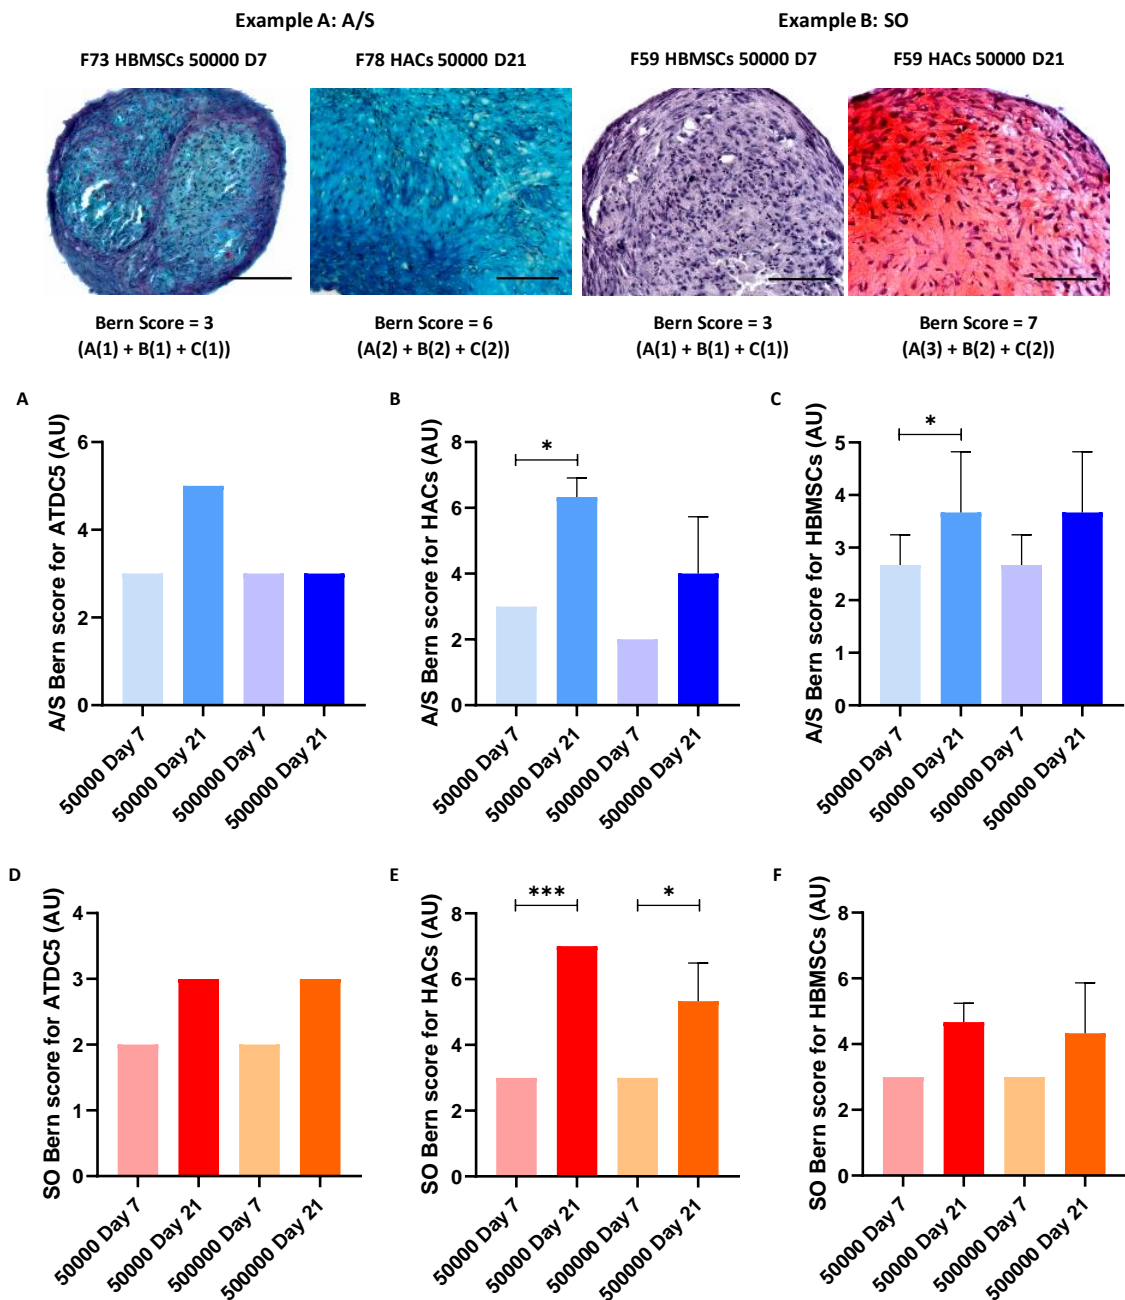 Example A: A/S
Example B: SO
F73 HBMSCs 50000 D7
F78 HACs 50000 D21
F59 HBMSCs 50000 D7
F59 HACs 50000 D21
Bern Score = 3
(A(1) + B(1) + C(1))
Bern Score = 6
(A(2) + B(2) + C(2))
Bern Score = 3
(A(1) + B(1) + C(1))
Bern Score = 7
(A(3) + B(2) + C(2))
A
A/S Bern score for ATDC5 (AU)
6
4
2
0
50000 Day 7
50000 Day 21
500000 Day 7
500000 Day 21
B
A/S Bern score for HACs (AU)
8
6
4
2
0
*
50000 Day 7
50000 Day 21
500000 Day 7
500000 Day 21
C
A/S Bern score for HBMSCs (AU)
5
4
3
2
1
0
*
50000 Day 7
50000 Day 21
500000 Day 7
500000 Day 21
D
SO Bern score for ATDC5 (AU)
4
3
2
1
0
50000 Day 7
50000 Day 21
500000 Day 7
500000 Day 21
E
SO Bern score for HACs (AU)
8
6
4
2
0
***
*
50000 Day 7
50000 Day 21
500000 Day 7
500000 Day 21
F
SO Bern score for HBMSCs (AU)
8
6
4
2
0
50000 Day 7
50000 Day 21
500000 Day 7
500000 Day 21